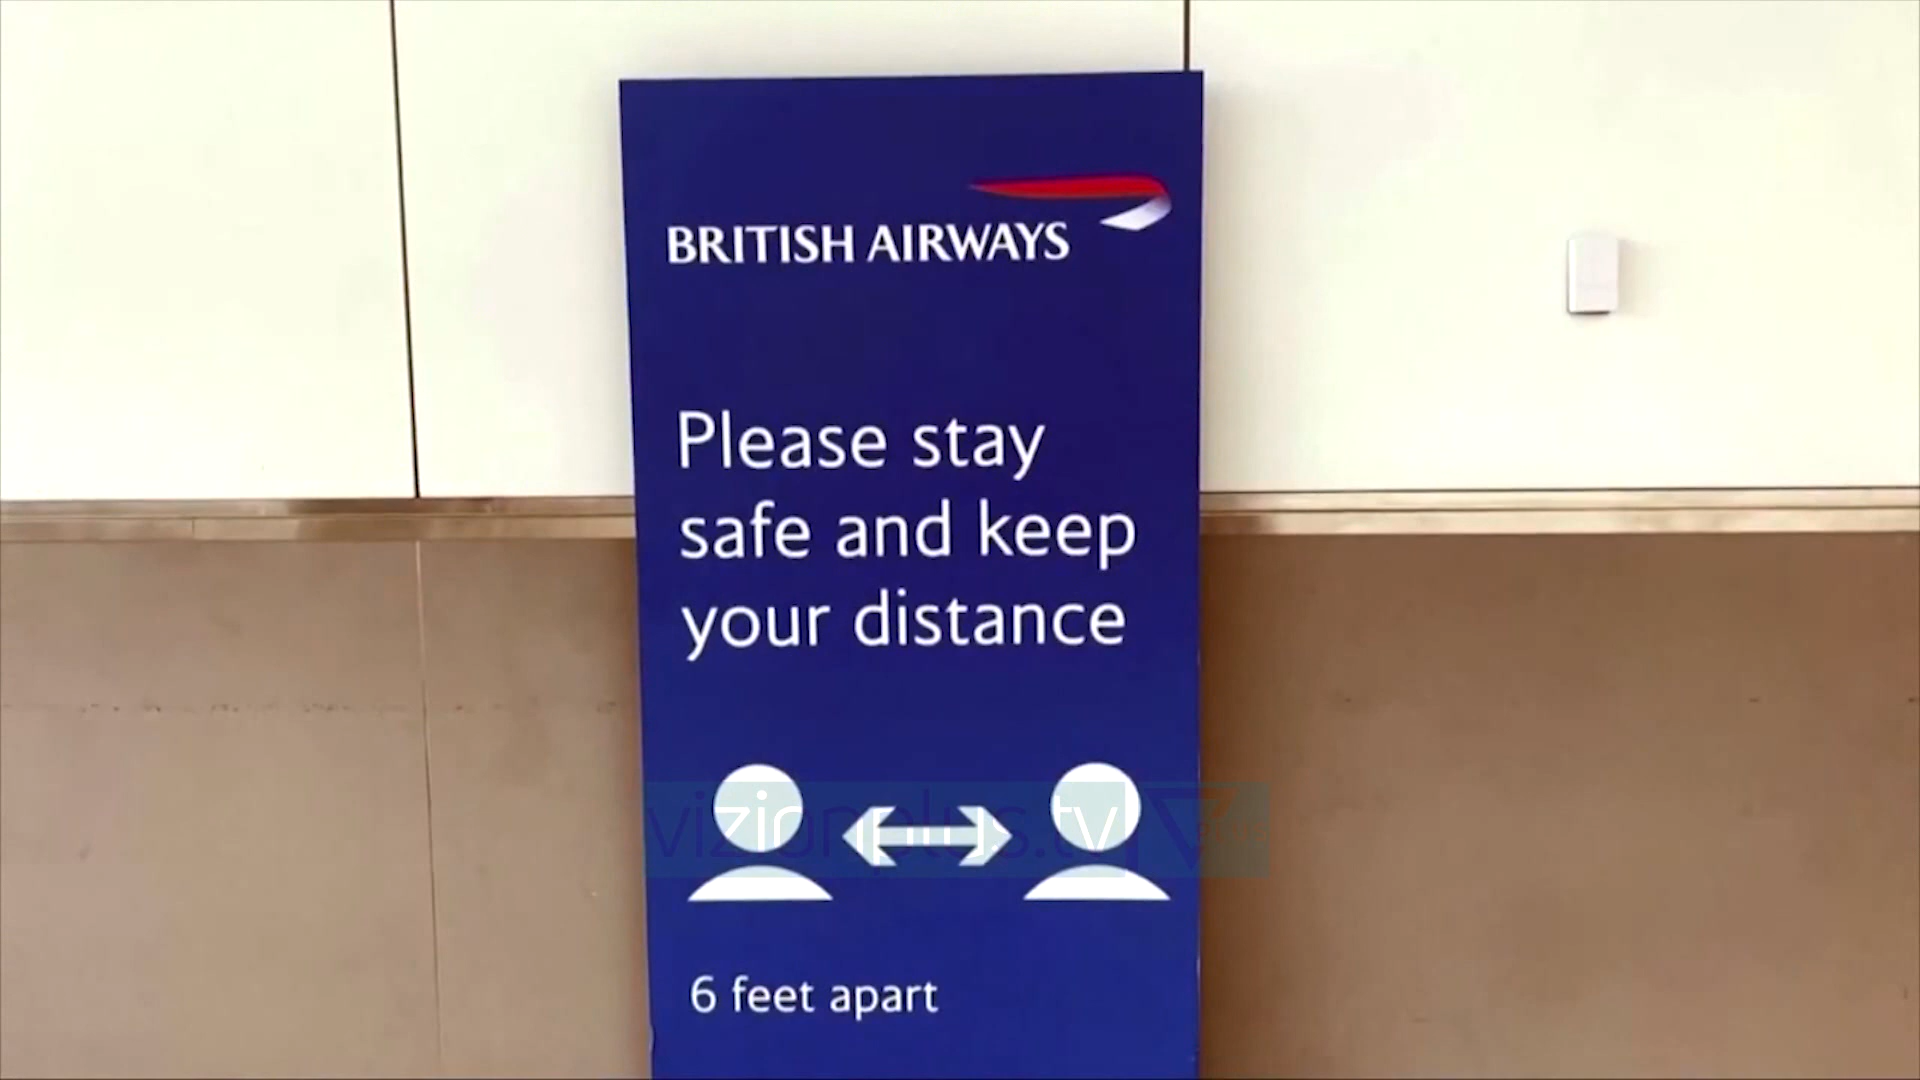 BRITISH AIRWAYS
Please stay
safe and keep
your distance
vizionplus.tv
6 feet apart